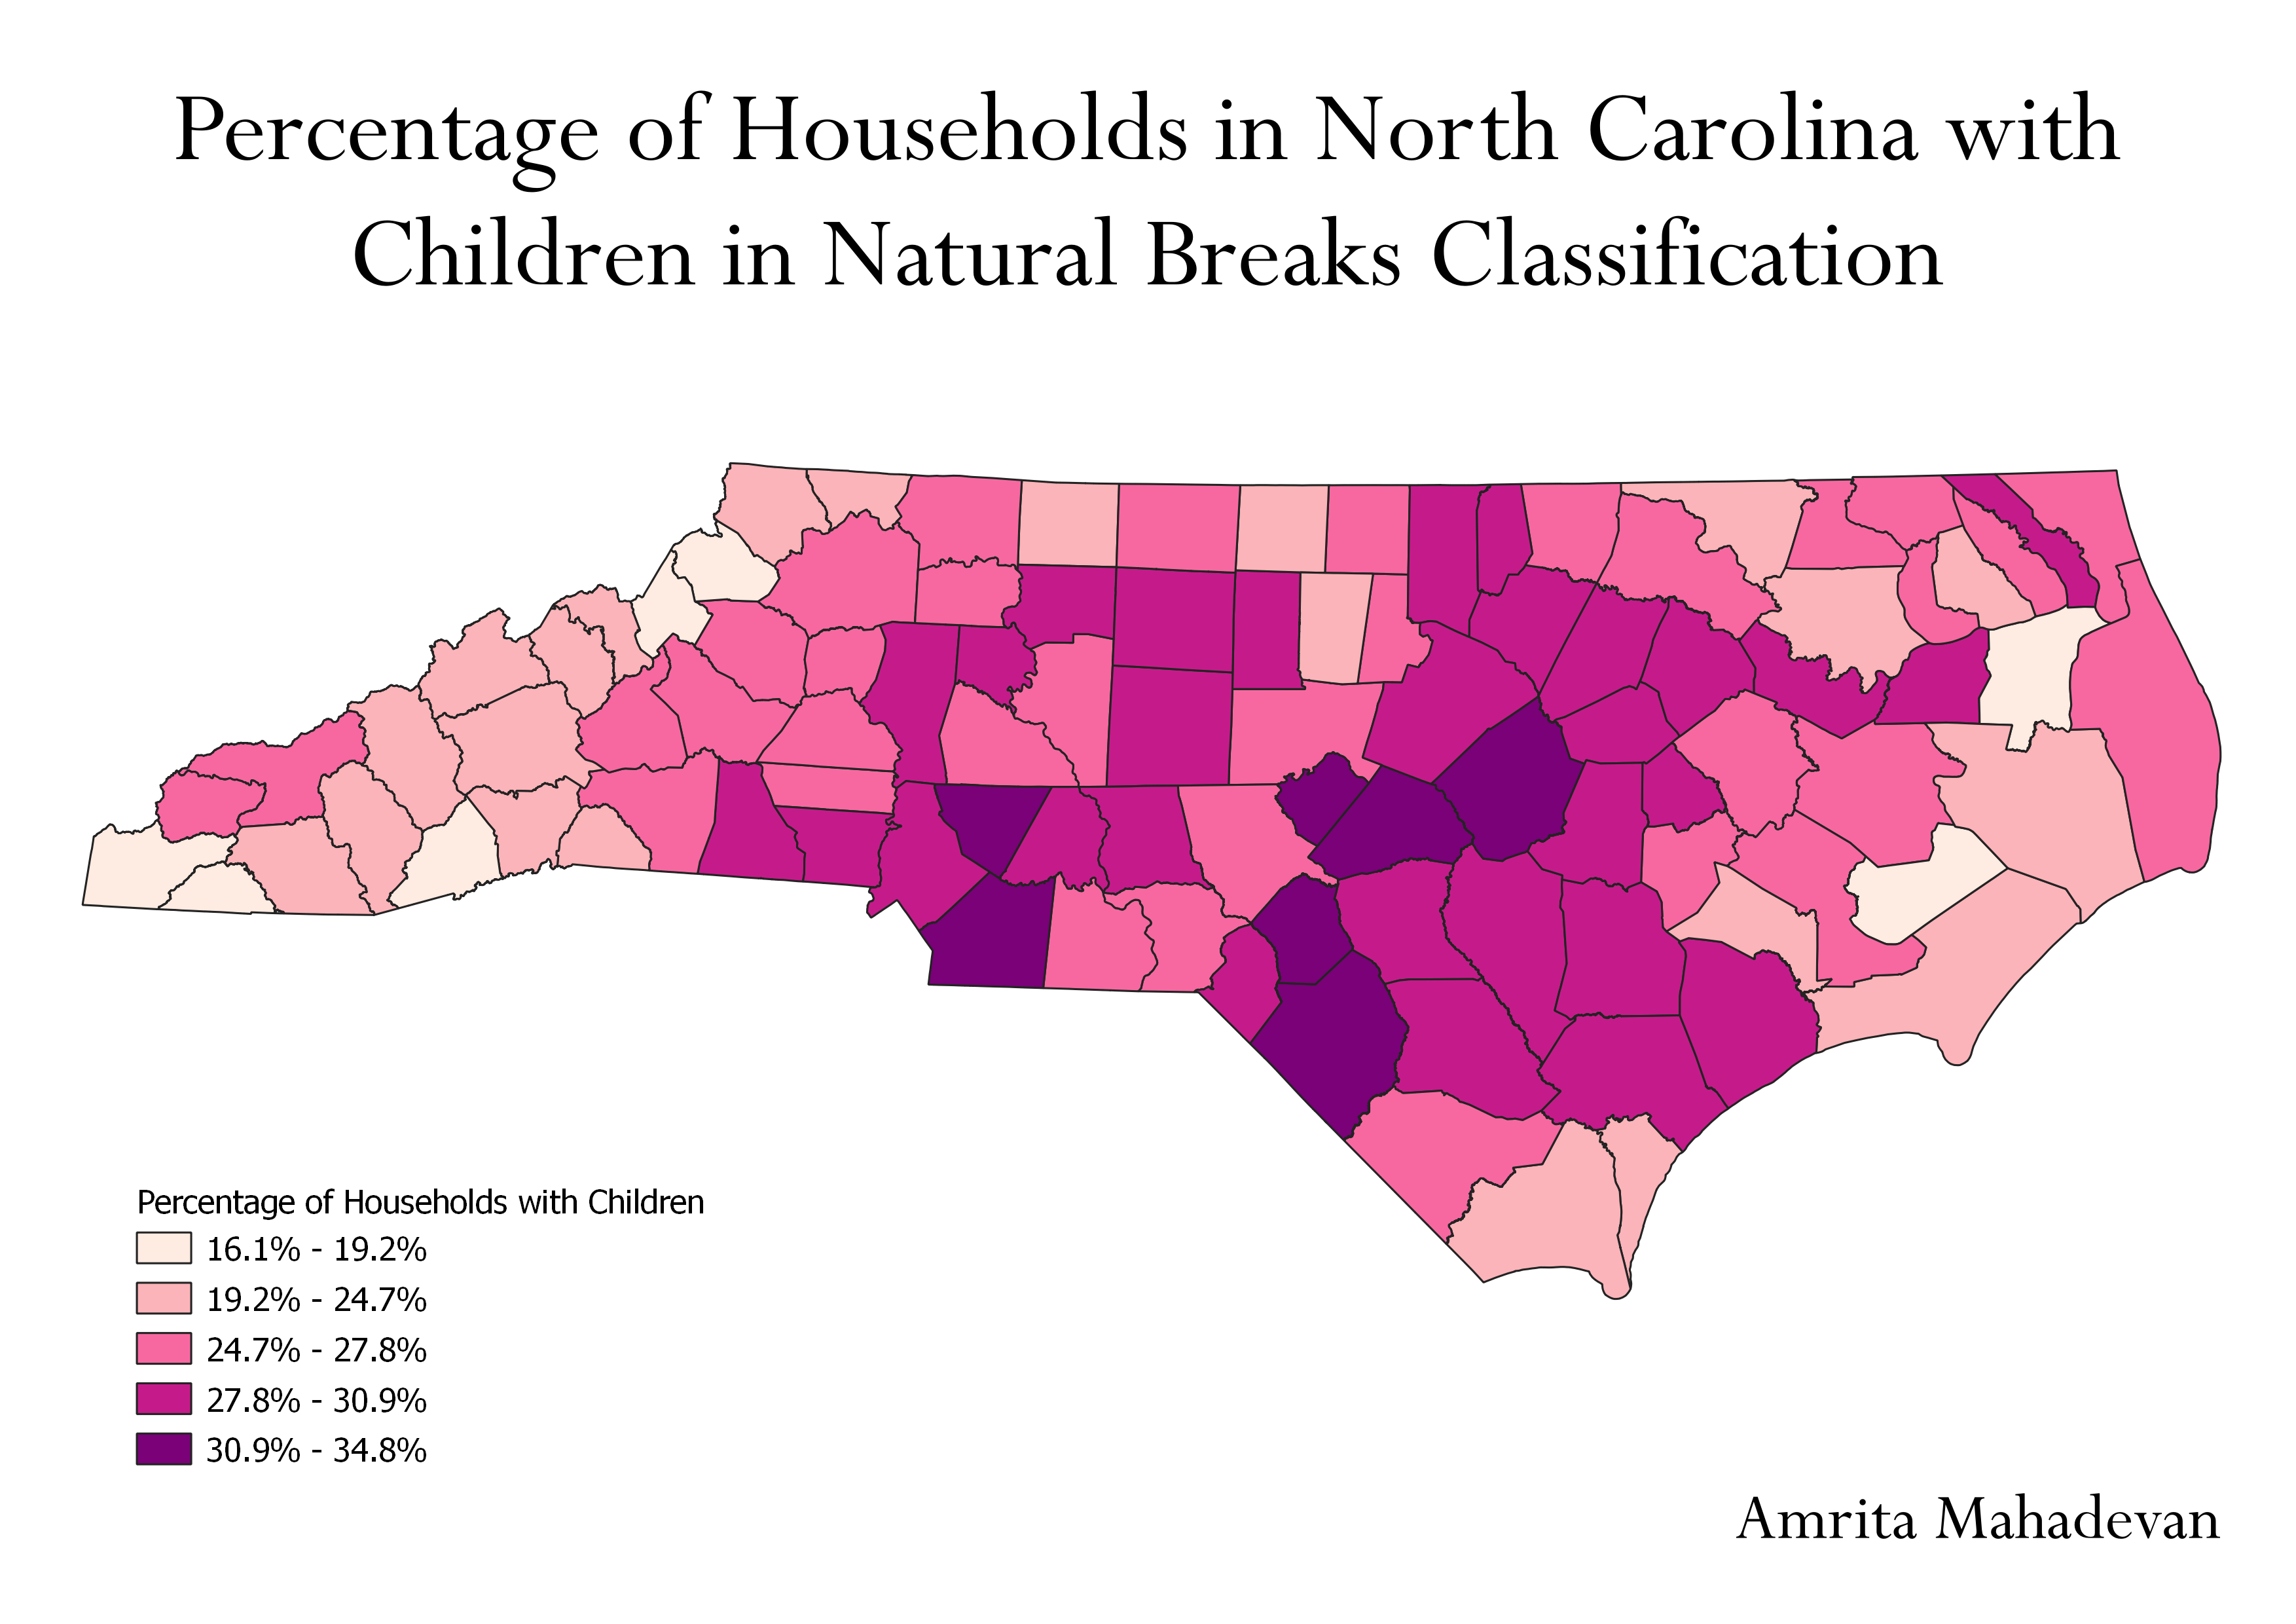 Percentage of Households in North Carolina with
Children in Natural Breaks Classification
Percentage of Households with Children
16.1% - 19.2%
19.2% - 24.7%
24.7% - 27.8%
27.8% - 30.9%
30.9% - 34.8%
Amrita Mahadevan